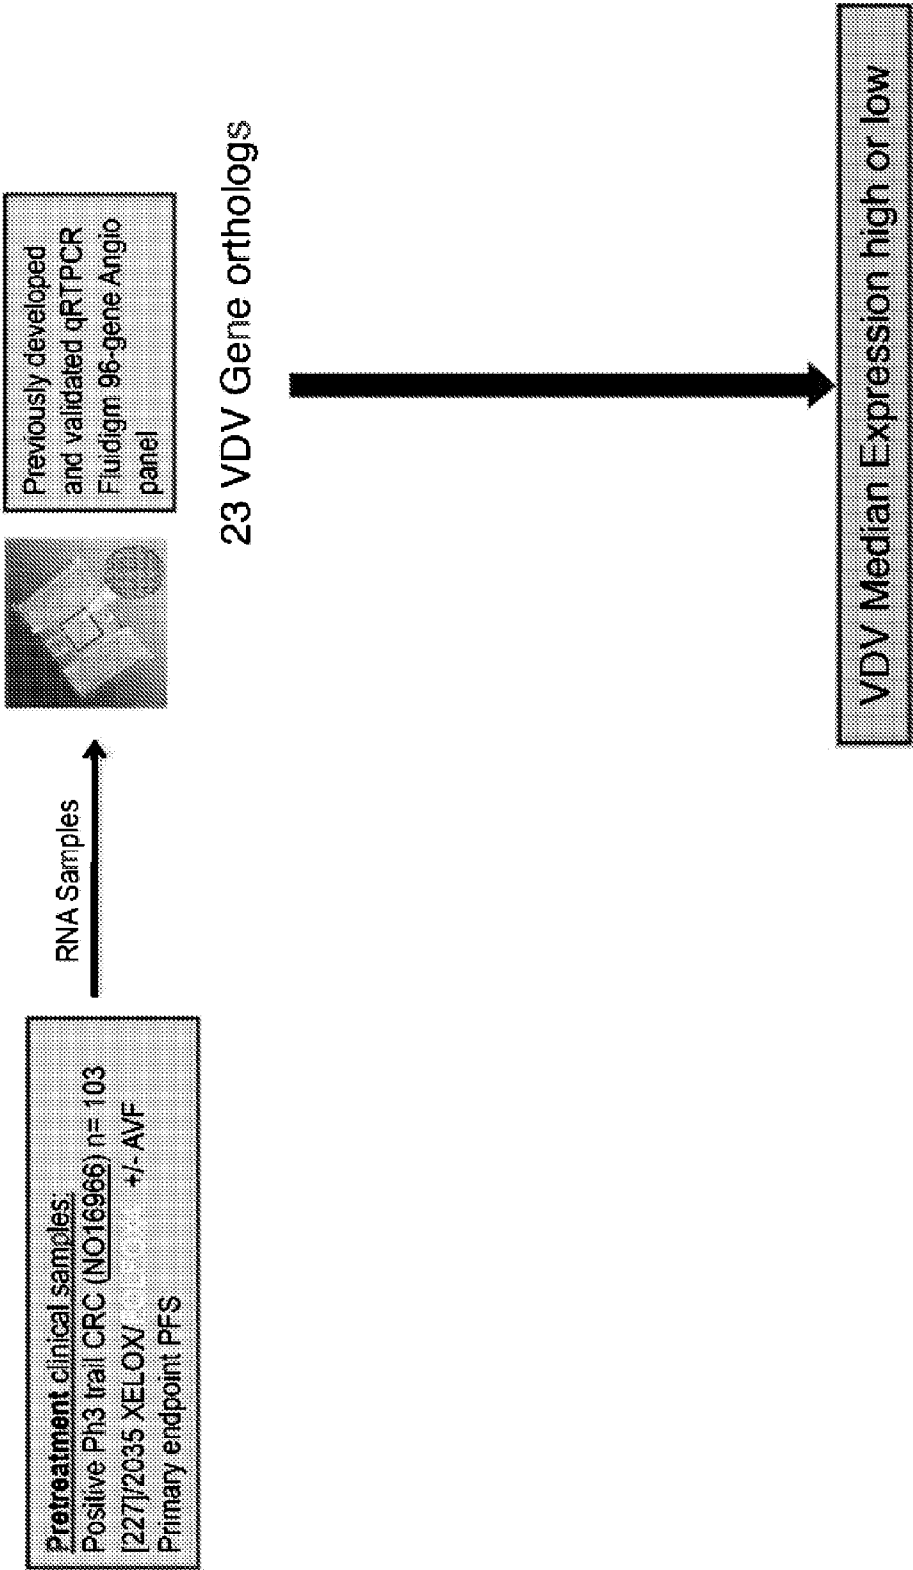 Pretreatment clinical samples:
Positive Ph3 trail CRC (NO16966) n= 103
[227]/2035 XELOX/ +/- AVF
Primary endpoint PFS
RNA Samples
Previously developed
and validated qRTPCR
Fluidigm 96-gene Angio
panel
23 VDV Gene orthologs
VDV Median Expression high or low